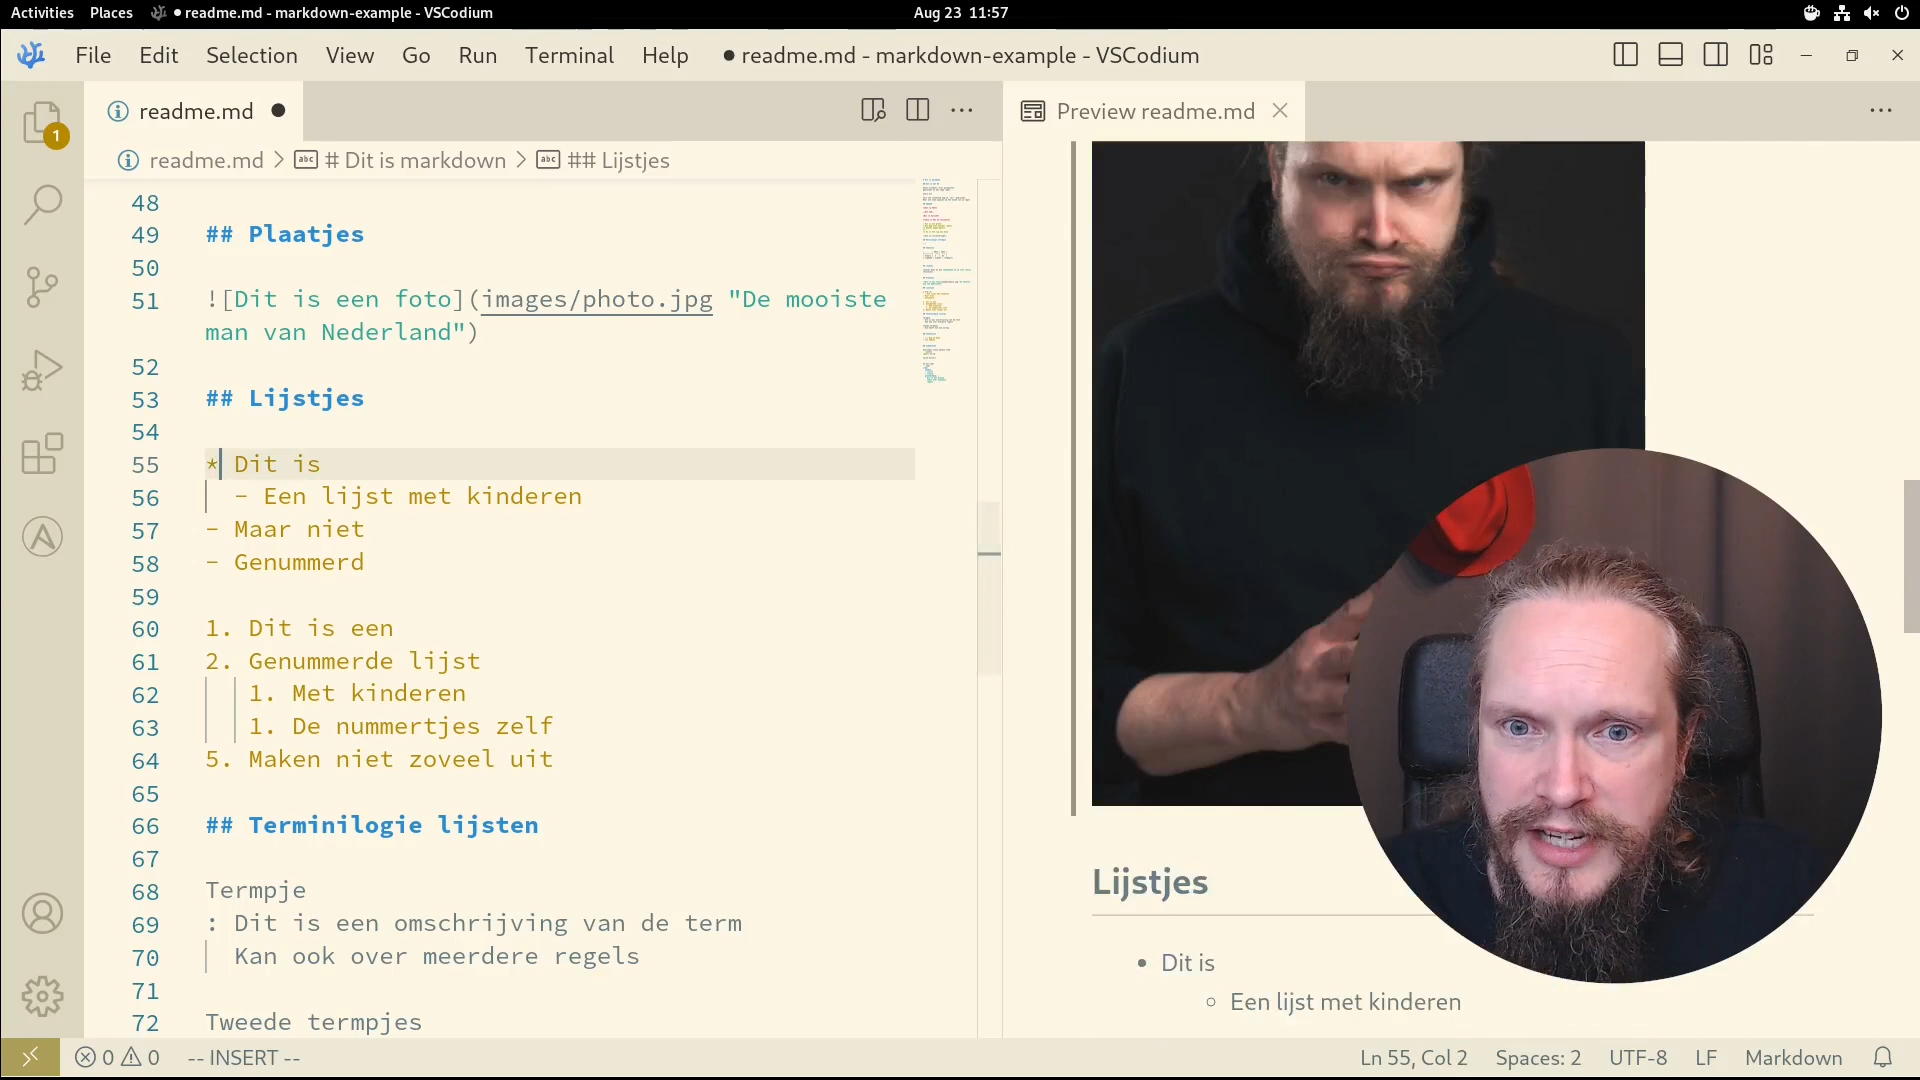 Activities Places ● readme.md - markdown-example - VSCodium Aug 23 11:57
File Edit Selection View Go Run Terminal Help ● readme.md - markdown-example - VSCodium
1
readme.md ●
readme.md > # Dit is markdown > ## Lijstjes
48
49 ## Plaatjes
50
51 ![Dit is een foto](images/photo.jpg "De mooiste
man van Nederland")
52
53 ## Lijstjes
54
55 * Dit is
56 - Een lijst met kinderen
57 - Maar niet
58 - Genummerd
59
60 1. Dit is een
61 2. Genummerde lijst
62 1. Met kinderen
63 1. De nummertjes zelf
64 5. Maken niet zoveel uit
65
66 ## Terminilogie lijsten
67
68 Termpje
69 : Dit is een omschrijving van de term
70 Kan ook over meerdere regels
71
72 Tweede termpjes
Preview readme.md
Lijstjes
• Dit is
◦ Een lijst met kinderen
0 0 -- INSERT -- Ln 55, Col 2 Spaces: 2 UTF-8 LF Markdown